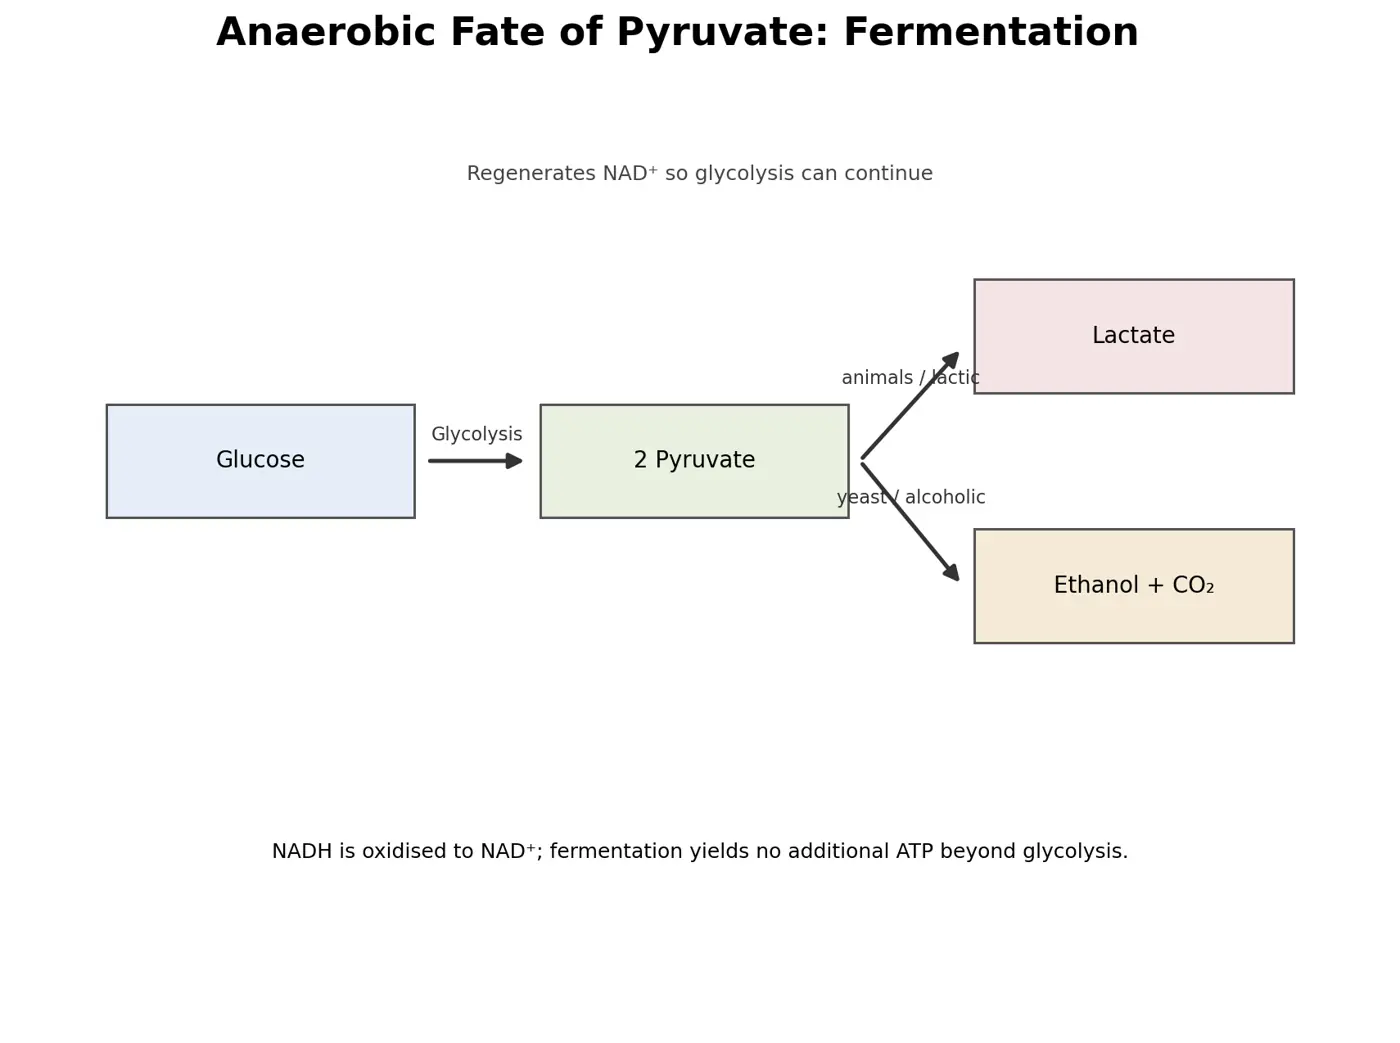 Anaerobic Fate of Pyruvate: Fermentation
Regenerates NAD⁺ so glycolysis can continue
Lactate
animals / lactic
Glycolysis
Glucose
2 Pyruvate
yeast / alcoholic
Ethanol + CO₂
NADH is oxidised to NAD⁺; fermentation yields no additional ATP beyond glycolysis.